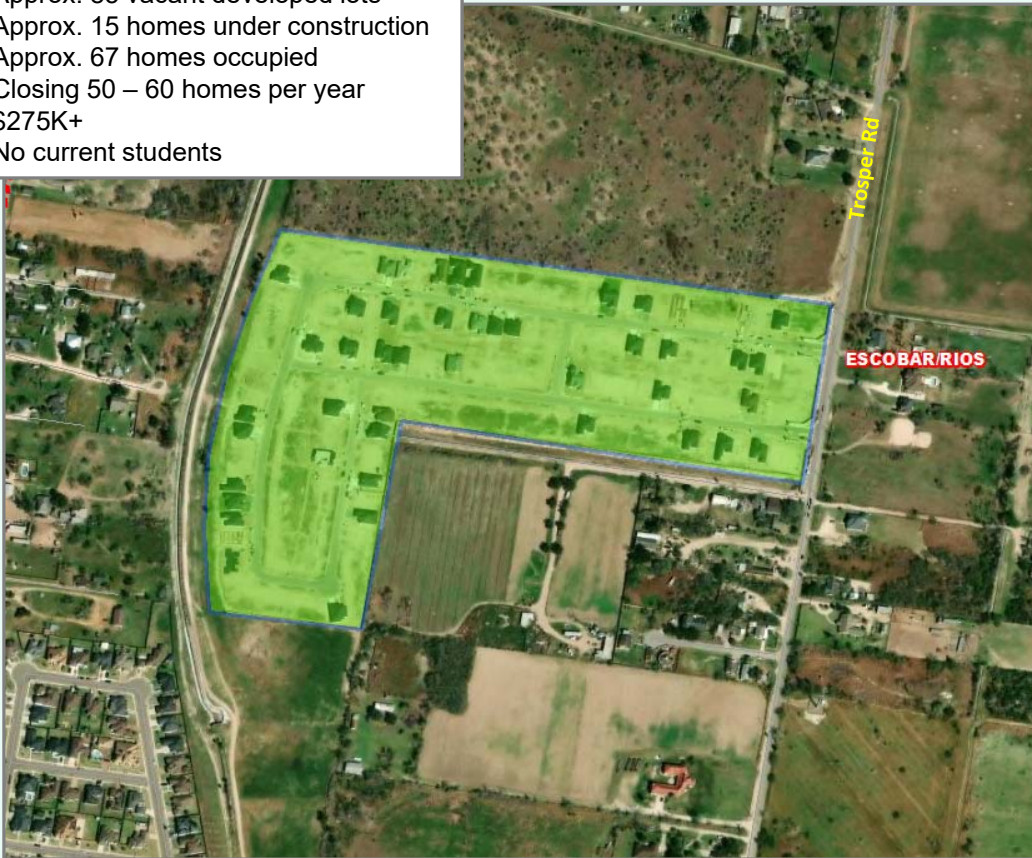 vacant developed lots
Approx. 15 homes under construction
Approx. 67 homes occupied
Closing 50 – 60 homes per year
$275K+
No current students
Trosper Rd
ESCOBAR/RIOS